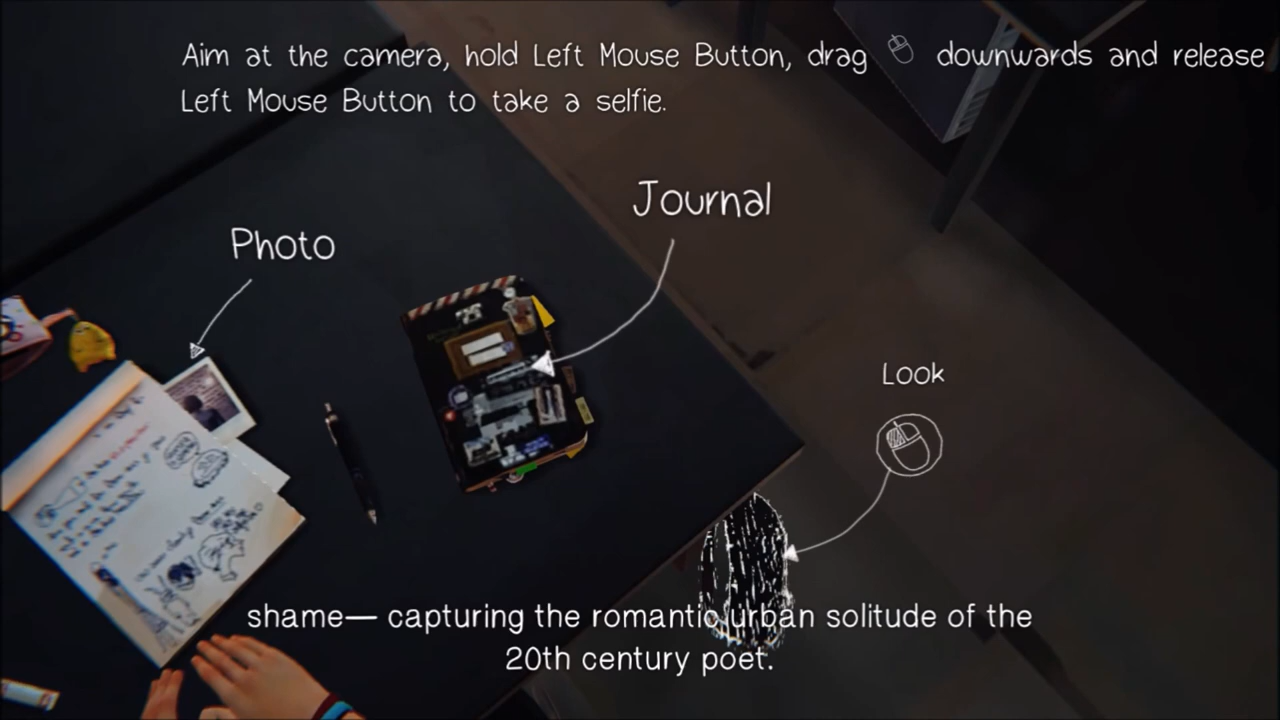 Aim at the camera, hold Left Mouse Button, drag downwards and release
Left Mouse Button to take a selfie.
Journal
Photo
Look
shame— capturing the romantic urban solitude of the
20th century poet.